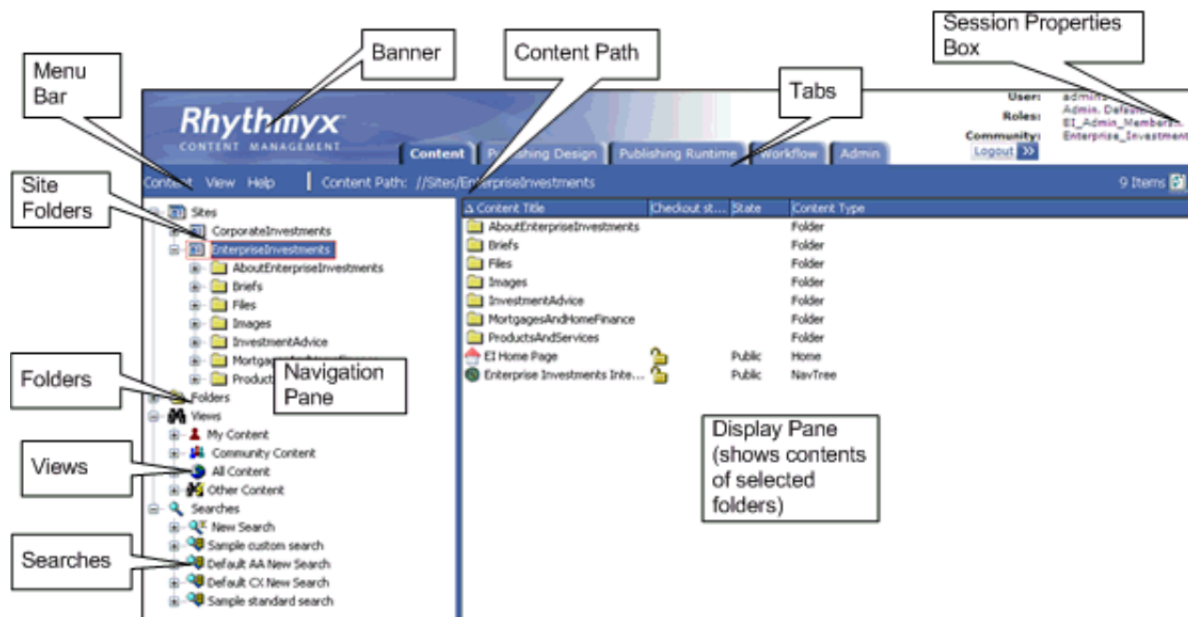 Session Properties
Box
Banner
Content Path
Menu
Bar
Tabs
User:
Rhythmyx
Roles:
Admin, Defau
EI_Admin_Members
CONTENT MANAGEMENT
Community:
Enterprise_Investment
Content
Publishing Design
Publishing Runtime
Workflow
Admin
Logout
Content View Help
Content Path: //Sites/EnterpriseInvestments
9 Items
Site
Folders
Sites
CorporateInvestments
EnterpriseInvestments
AboutEnterpriseInvestments
Briefs
Files
Images
InvestmentAdvice
Folders
Navigation
Pane
Folders
Views
My Content
Community Content
Views
All Content
Other Content
Searches
New Search
Sample custom search
Searches
Default AA New Search
Default CX New Search
Sample standard search
Content Title Checkout st... State Content Type
AboutEnterpriseInvestments Folder
Briefs Folder
Files Folder
Images Folder
InvestmentAdvice Folder
MortgagesAndHomeFinance Folder
ProductsAndServices Folder
EI Home Page Public Home
Enterprise Investments Inte... Public NavTree
Display Pane
(shows contents
of selected
folders)